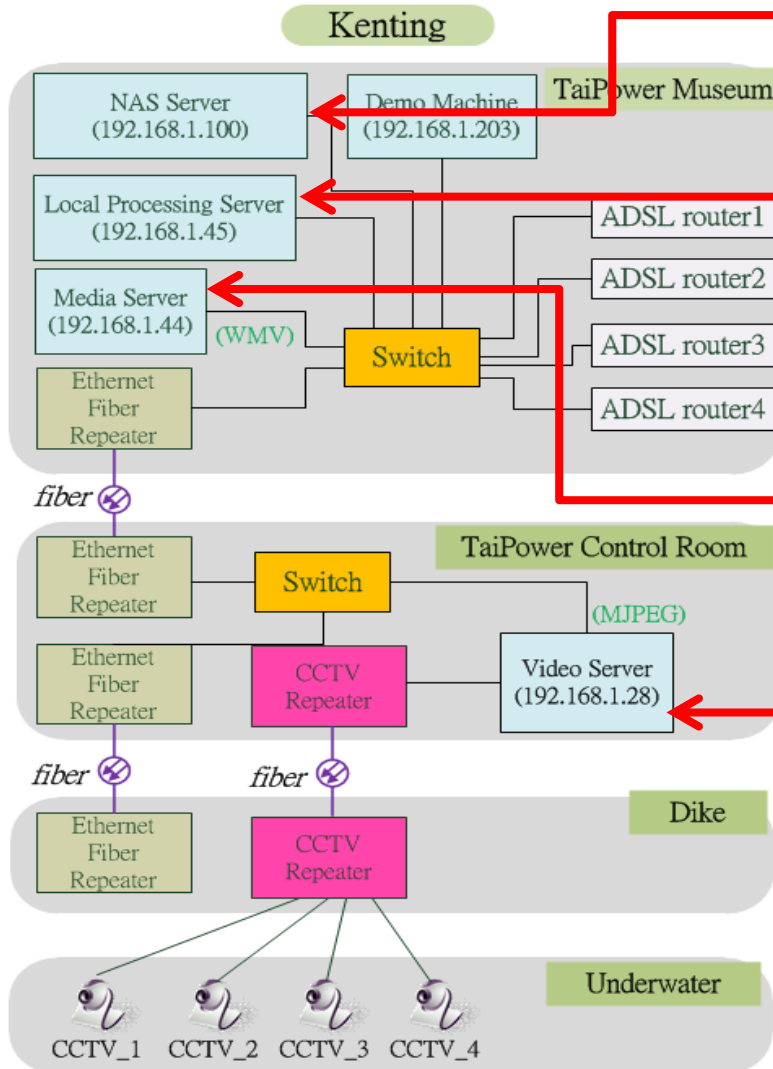 Kenting
TaiPower Museum
NAS Server
(192.168.1.100)
Demo Machine
(192.168.1.203)
Local Processing Server
(192.168.1.45)
ADSL router1
ADSL router2
ADSL router3
ADSL router4
Media Server
(192.168.1.44)
(WMV)
Switch
Ethernet
Fiber
Repeater
fiber
TaiPower Control Room
Ethernet
Fiber
Repeater
Switch
(MJPEG)
Ethernet
Fiber
Repeater
CCTV
Repeater
Video Server
(192.168.1.28)
fiber
fiber
Dike
Ethernet
Fiber
Repeater
CCTV
Repeater
Underwater
CCTV_1
CCTV_2
CCTV_3
CCTV_4